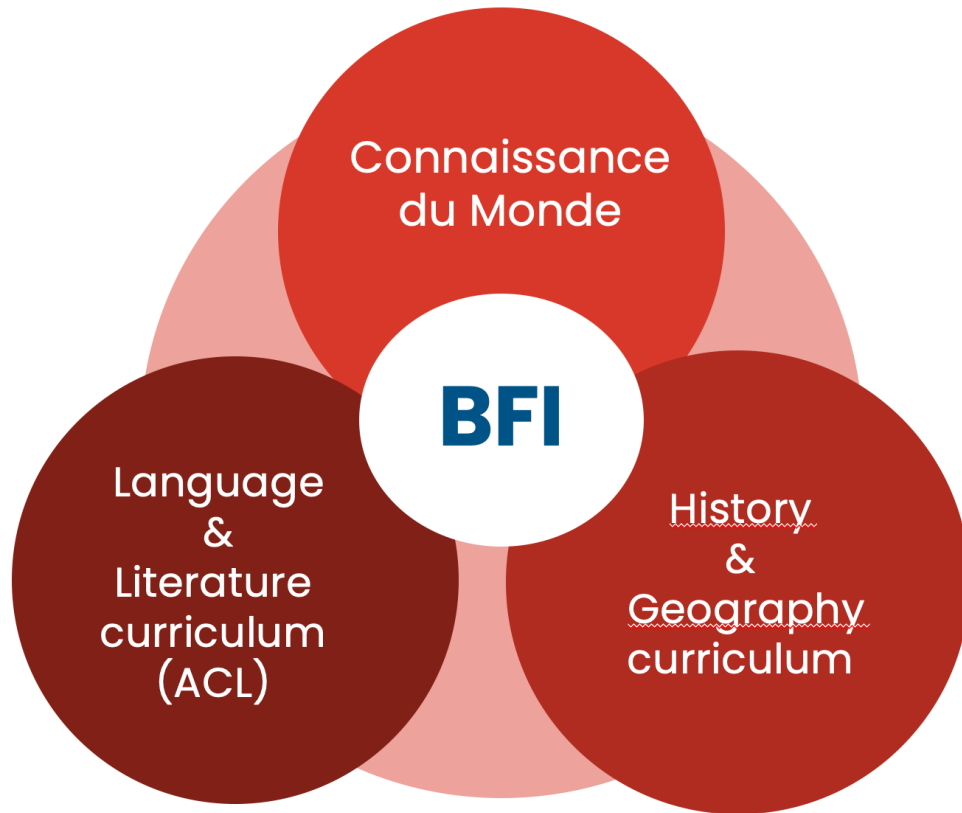 Connaissance
du Monde
BFI
Language
&
Literature
curriculum
(ACL)
History
&
Geography
curriculum